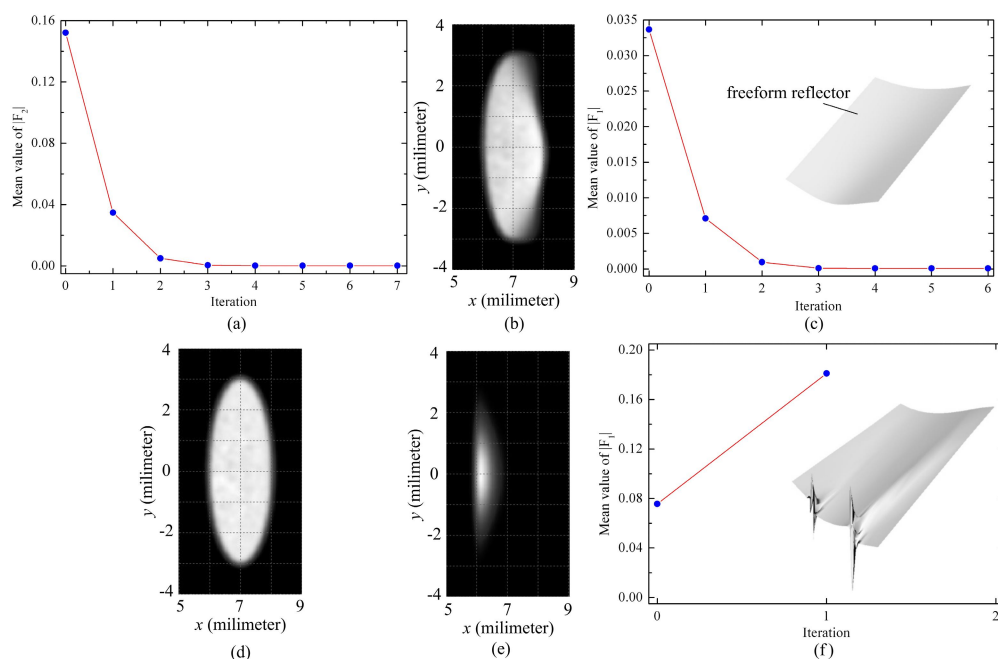 0.16
0.12
0.08
0.04
0.00
Mean value of |F₂|
0 1 2 3 4 5 6 7
Iteration
(a)
4
2
0
-2
-4
y (milimeter)
5 7 9
x (milimeter)
(b)
0.035
0.030
0.025
0.020
0.015
0.010
0.005
0.000
Mean value of |F₁|
freeform reflector
0 1 2 3 4 5 6
Iteration
(c)
4
2
0
-2
-4
y (milimeter)
5 7 9
x (milimeter)
(d)
4
2
0
-2
-4
y (milimeter)
5 7 9
x (milimeter)
(e)
0.20
0.16
0.12
0.08
0.04
0.00
Mean value of |F₁|
0 1 2
Iteration
(f)